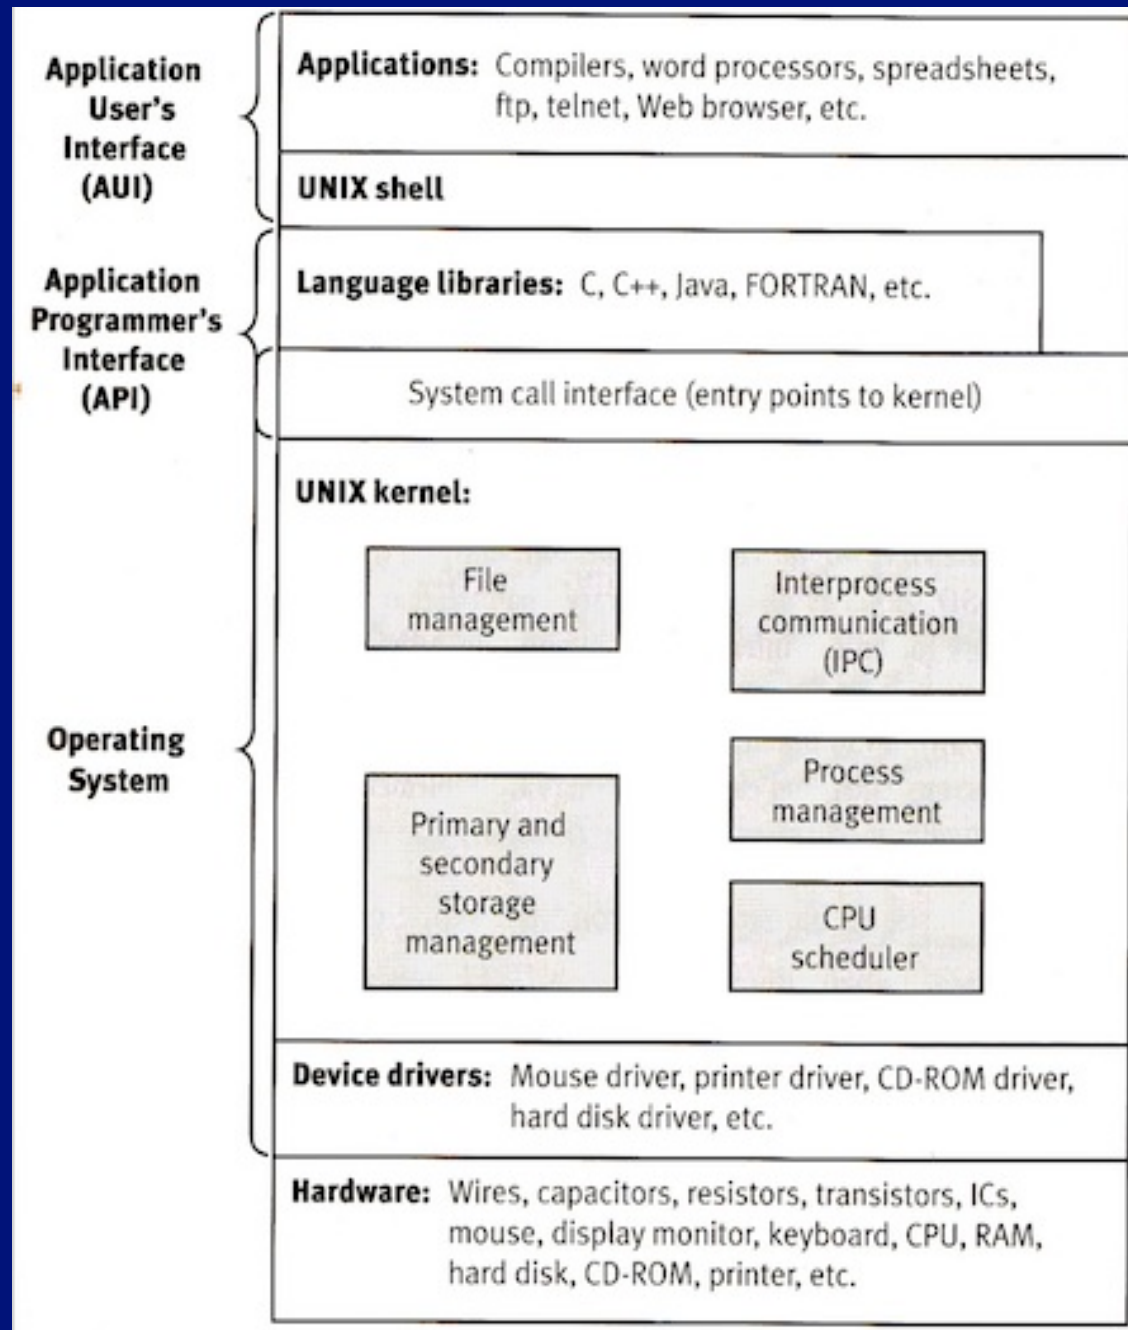 Application
User's
Interface
(AUI)
Applications: Compilers, word processors, spreadsheets,
ftp, telnet, Web browser, etc.
UNIX shell
Application
Programmer's
Interface
(API)
Language libraries: C, C++, Java, FORTRAN, etc.
System call interface (entry points to kernel)
Operating
System
UNIX kernel:
File
management
Interprocess
communication
(IPC)
Primary and
secondary
storage
management
Process
management
CPU
scheduler
Device drivers: Mouse driver, printer driver, CD-ROM driver,
hard disk driver, etc.
Hardware: Wires, capacitors, resistors, transistors, ICs,
mouse, display monitor, keyboard, CPU, RAM,
hard disk, CD-ROM, printer, etc.